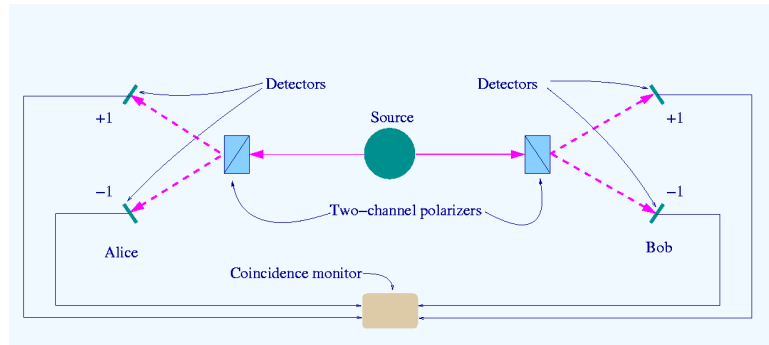 Detectors
Detectors
+1
Source
+1
−1
−1
Two−channel polarizers
Alice
Bob
Coincidence monitor